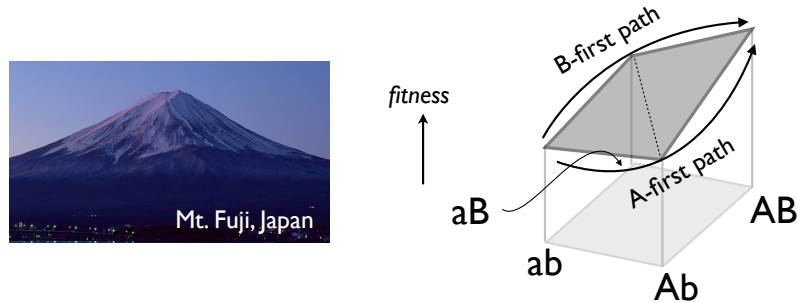 Mt. Fuji, Japan
fitness
B-first path
A-first path
aB
ab
Ab
AB